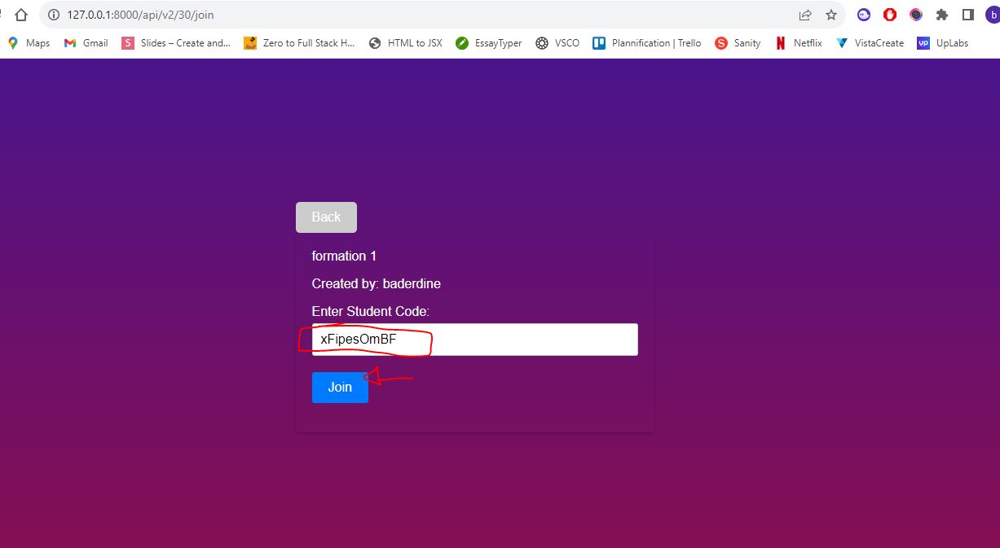 127.0.0.1:8000/api/v2/30/join
b
Maps
Gmail
S
Slides – Create and...
Zero to Full Stack H...
HTML to JSX
EssayTyper
VSCO
Plannification | Trello
S
Sanity
N
Netflix
VistaCreate
up
UpLabs
Back
formation 1
Created by: baderdine
Enter Student Code:
xFipesOmBF
Join